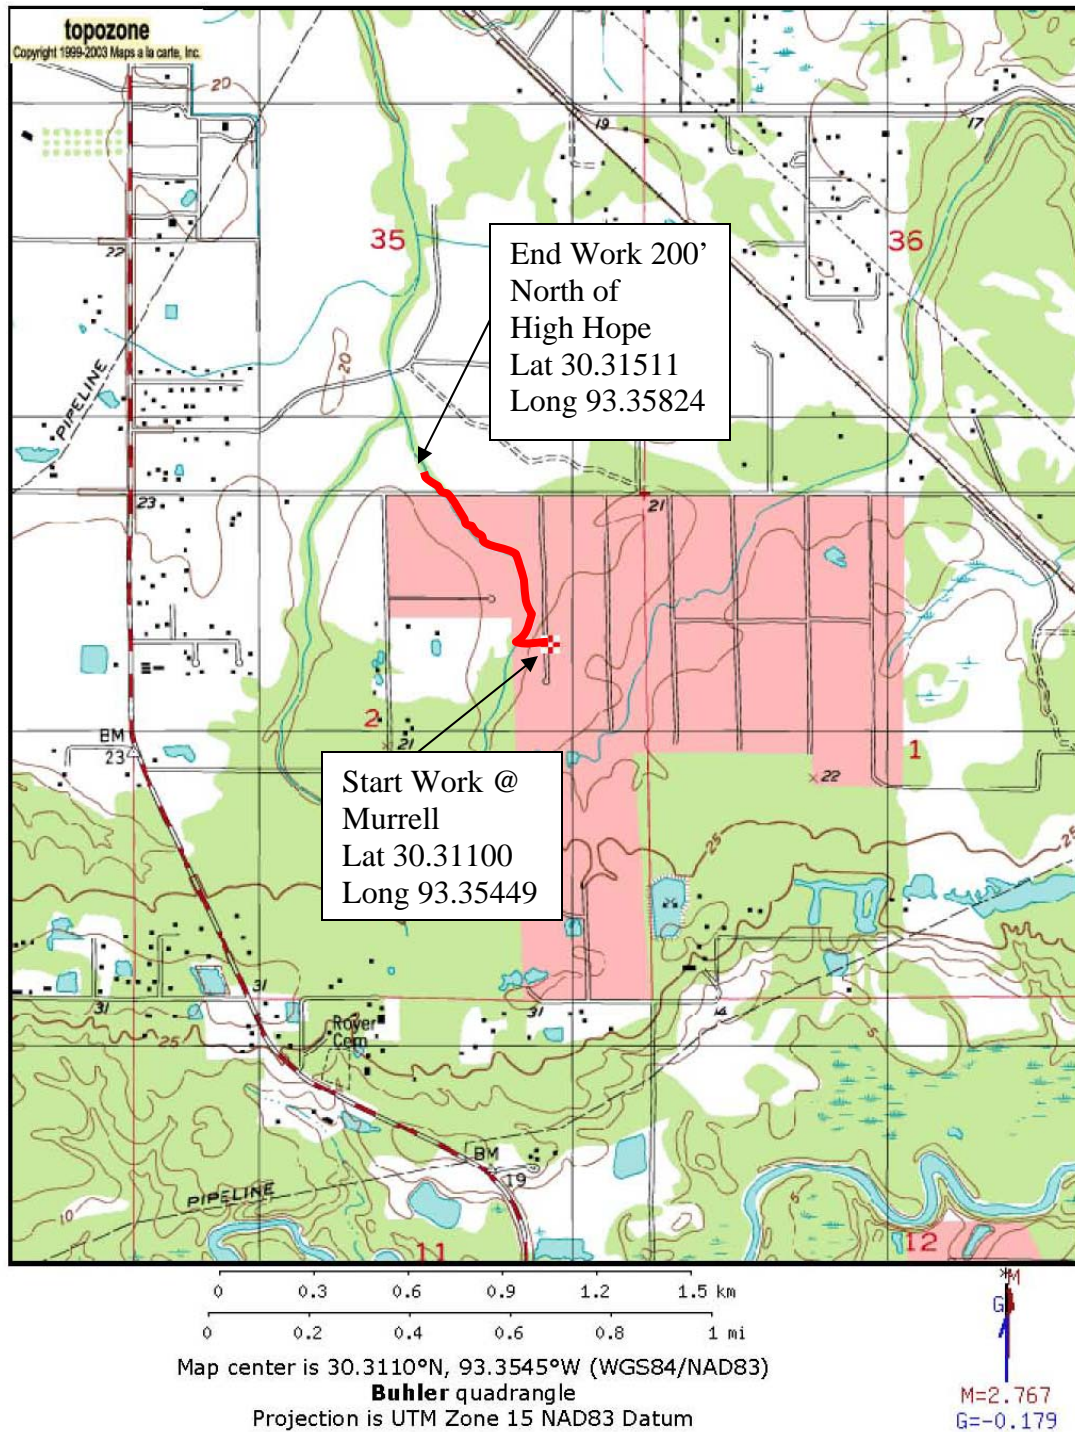 topozone
Copyright 1999-2003 Maps a la carte, Inc.
20
19
17
35
36
22
End Work 200’
North of
High Hope
Lat 30.31511
Long 93.35824
20
PIPELINE
23
21
2
21
BM
23
1
22
Start Work @
Murrell
Lat 30.31100
Long 93.35449
25
25
31
31
31
14
Royer
Cem
25
5
BM
19
PIPELINE
10
5
11
12
0 0.3 0.6 0.9 1.2 1.5 km
0 0.2 0.4 0.6 0.8 1 mi
Map center is 30.3110°N, 93.3545°W (WGS84/NAD83)
Buhler quadrangle
Projection is UTM Zone 15 NAD83 Datum
*M
G
M=2.767
G=-0.179